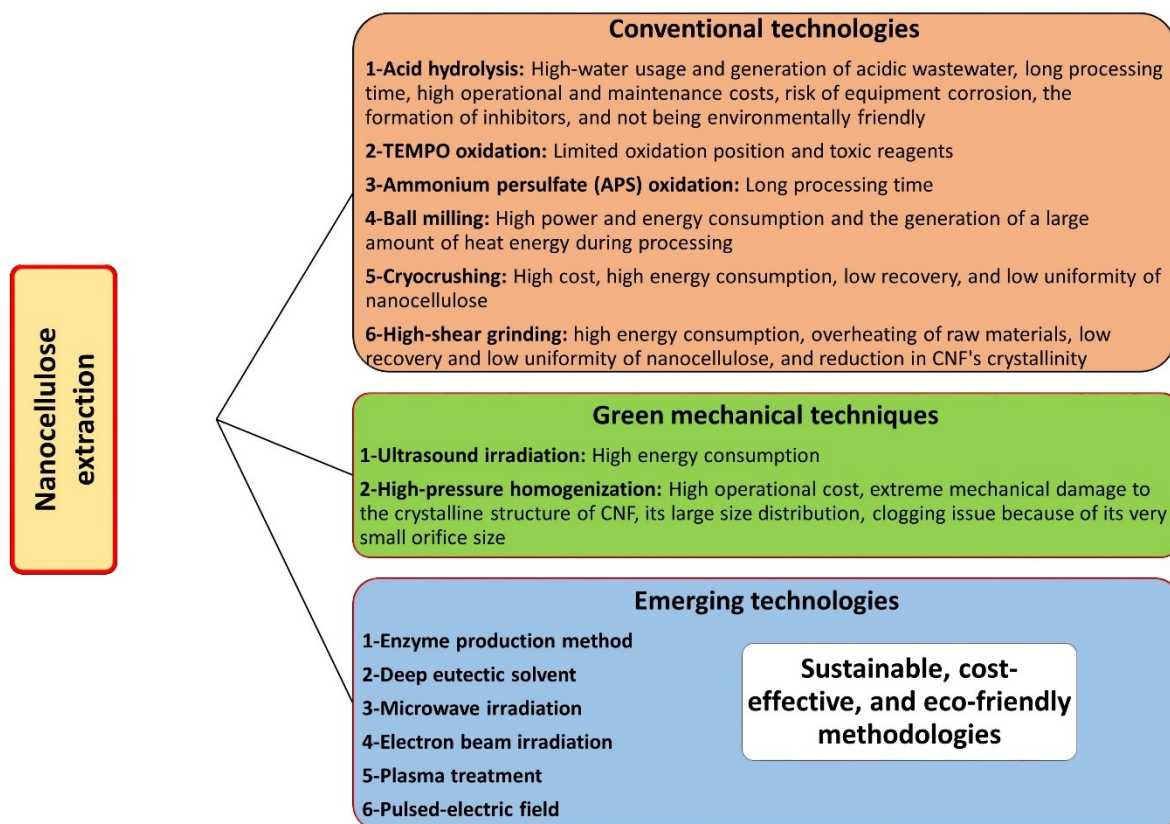 Nanocellulose
extraction
Conventional technologies
1-Acid hydrolysis: High-water usage and generation of acidic wastewater, long processing
time, high operational and maintenance costs, risk of equipment corrosion, the
formation of inhibitors, and not being environmentally friendly
2-TEMPO oxidation: Limited oxidation position and toxic reagents
3-Ammonium persulfate (APS) oxidation: Long processing time
4-Ball milling: High power and energy consumption and the generation of a large
amount of heat energy during processing
5-Cryocrushing: High cost, high energy consumption, low recovery, and low uniformity of
nanocellulose
6-High-shear grinding: high energy consumption, overheating of raw materials, low
recovery and low uniformity of nanocellulose, and reduction in CNF's crystallinity
Green mechanical techniques
1-Ultrasound irradiation: High energy consumption
2-High-pressure homogenization: High operational cost, extreme mechanical damage to
the crystalline structure of CNF, its large size distribution, clogging issue because of its very
small orifice size
Emerging technologies
1-Enzyme production method
2-Deep eutectic solvent
3-Microwave irradiation
4-Electron beam irradiation
5-Plasma treatment
6-Pulsed-electric field
Sustainable, cost-
effective, and eco-friendly
methodologies